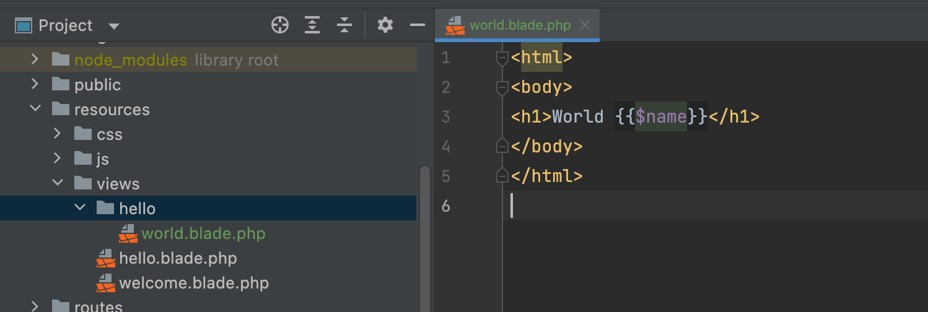 Project
node_modules library root
public
resources
css
js
views
hello
world.blade.php
hello.blade.php
welcome.blade.php
routes
world.blade.php
1 <html>
2 <body>
3 <h1>World {{$name}}</h1>
4 </body>
5 </html>
6